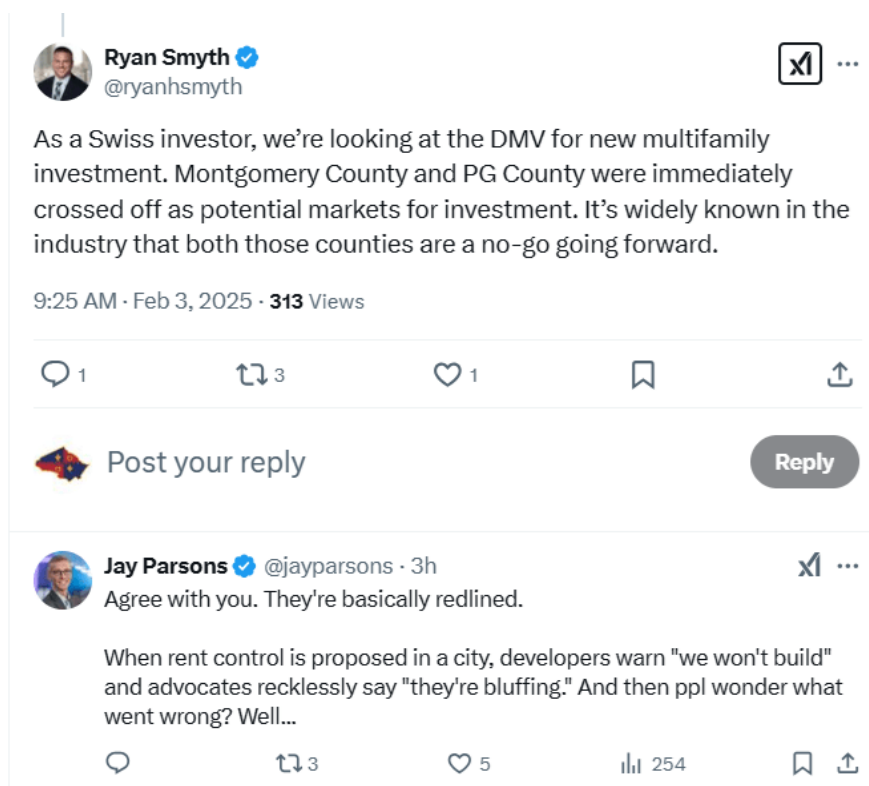 Ryan Smyth
@ryanhsmyth
As a Swiss investor, we’re looking at the DMV for new multifamily
investment. Montgomery County and PG County were immediately
crossed off as potential markets for investment. It’s widely known in the
industry that both those counties are a no-go going forward.
9:25 AM · Feb 3, 2025 · 313 Views
1 3 1
Post your reply
Reply
Jay Parsons @jayparsons · 3h
Agree with you. They're basically redlined.
When rent control is proposed in a city, developers warn "we won't build"
and advocates recklessly say "they're bluffing." And then ppl wonder what
went wrong? Well...
3 5 254